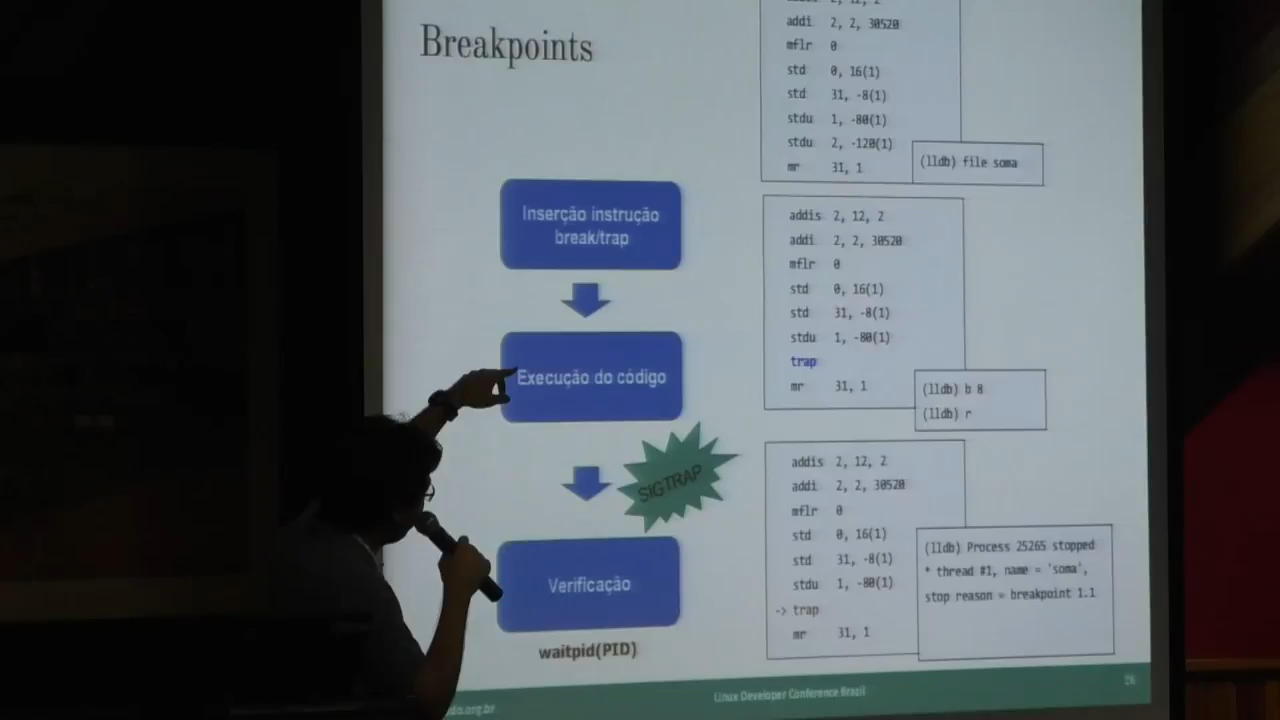 Breakpoints
addi 2, 2, 30520
mflr 0
std 0, 16(1)
std 31, -8(1)
stdu 1, -80(1)
stdu 2, -120(1)
mr 31, 1
(lldb) file soma
Inserção instrução
break/trap
addis 2, 12, 2
addi 2, 2, 30520
mflr 0
std 0, 16(1)
std 31, -8(1)
stdu 1, -80(1)
trap
mr 31, 1
(lldb) b 8
(lldb) r
Execução do código
SIGTRAP
addis 2, 12, 2
addi 2, 2, 30520
mflr 0
std 0, 16(1)
std 31, -8(1)
stdu 1, -80(1)
-> trap
mr 31, 1
(lldb) Process 25265 stopped
* thread #1, name = 'soma',
stop reason = breakpoint 1.1
Verificação
waitpid(PID)
Linux Developer Conference Brazil
26